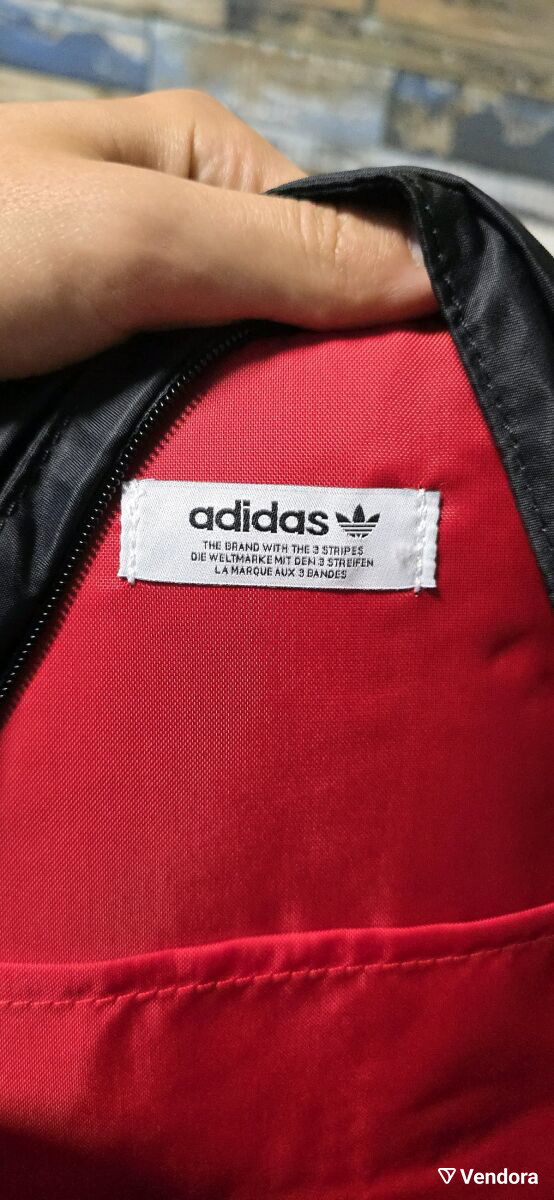 adidas
THE BRAND WITH THE 3 STRIPES
DIE WELTMARKE MIT DEN 3 STREIFEN
LA MARQUE AUX 3 BANDES
Vendora